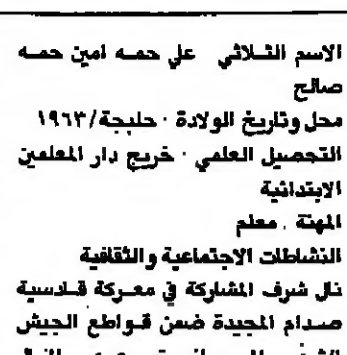 الاسم الثلاثي علي حمه امين حمه
صالح
محل وتاريخ الولادة · حلبجة/١٩٦٣
التحصيل العلمي · خريج دار المعلمين
الابتدائية
المهنة . معلم
النشاطات الاجتماعية والثقافية
نال شرف المشاركة في معركة قادسية
صدام المجيدة ضمن قواطع الجيش